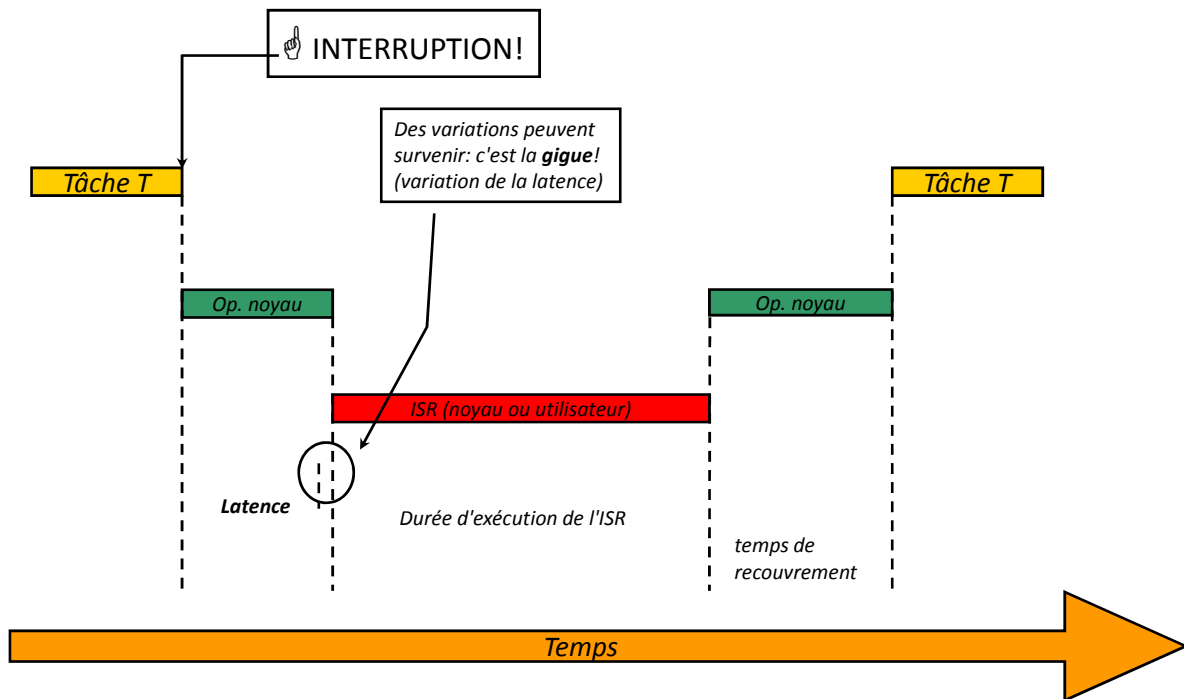 ☝ INTERRUPTION!
Des variations peuvent
survenir: c'est la gigue!
(variation de la latence)
Tâche T
Tâche T
Op. noyau
Op. noyau
ISR (noyau ou utilisateur)
Latence
Durée d'exécution de l'ISR
temps de
recouvrement
Temps